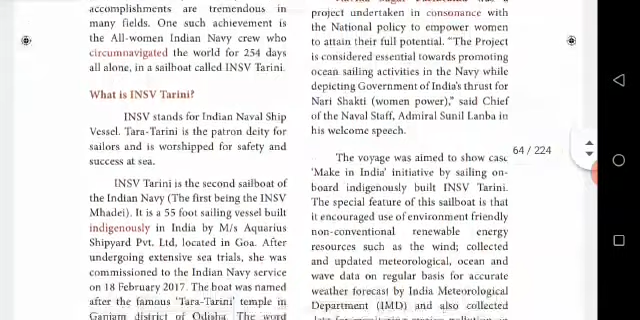 accomplishments are tremendous in
many fields. One such achievement is
the All-women Indian Navy crew who
circumnavigated the world for 254 days
all alone, in a sailboat called INSV Tarini.
What is INSV Tarini?
INSV stands for Indian Naval Ship
Vessel. Tara-Tarini is the patron deity for
sailors and is worshipped for safety and
success at sea.
INSV Tarini is the second sailboat of
the Indian Navy (The first being the INSV
Mhadei). It is a 55 foot sailing vessel built
indigenously in India by M/s Aquarius
Shipyard Pvt. Ltd, located in Goa. After
undergoing extensive sea trials, she was
commissioned to the Indian Navy service
on 18 February 2017. The boat was named
after the famous 'Tara-Tarini' temple in
Ganjam district of Odisha. The word
project undertaken in consonance with
the National policy to empower women
to attain their full potential. "The Project
is considered essential towards promoting
ocean sailing activities in the Navy while
depicting Government of India's thrust for
Nari Shakti (women power)," said Chief
of the Naval Staff, Admiral Sunil Lanba in
his welcome speech.
The voyage was aimed to show case
'Make in India' initiative by sailing on-
board indigenously built INSV Tarini.
The special feature of this sailboat is that
it encouraged use of environment friendly
non-conventional renewable energy
resources such as the wind; collected
and updated meteorological, ocean and
wave data on regular basis for accurate
weather forecast by India Meteorological
Department (IMD) and also collected
64 / 224